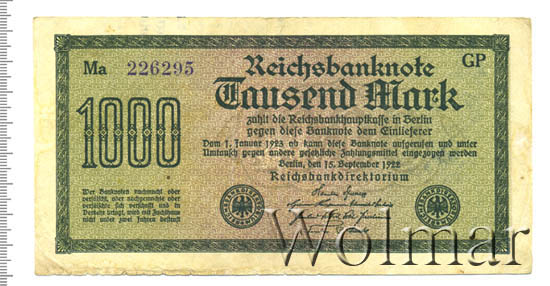 Ma 226295
Reichsbanknote
GP
1000
Tausend Mark
zahlt die Reichsbankhauptkasse in Berlin
gegen diese Banknote dem Einlieferer
Vom 1. Januar 1923 ab kann diese Banknote aufgerufen und unter
Umtausch gegen andere gesetzliche Zahlungsmittel eingezogen werden
Berlin, den 15. September 1922
Reichsbankdirektorium
Wer Banknoten nachmacht oder
verfälscht, oder nachgemachte oder
verfälschte sich verschafft und in
Verkehr bringt, wird mit Zuchthaus
nicht unter zwei Jahren bestraft
Wolmar